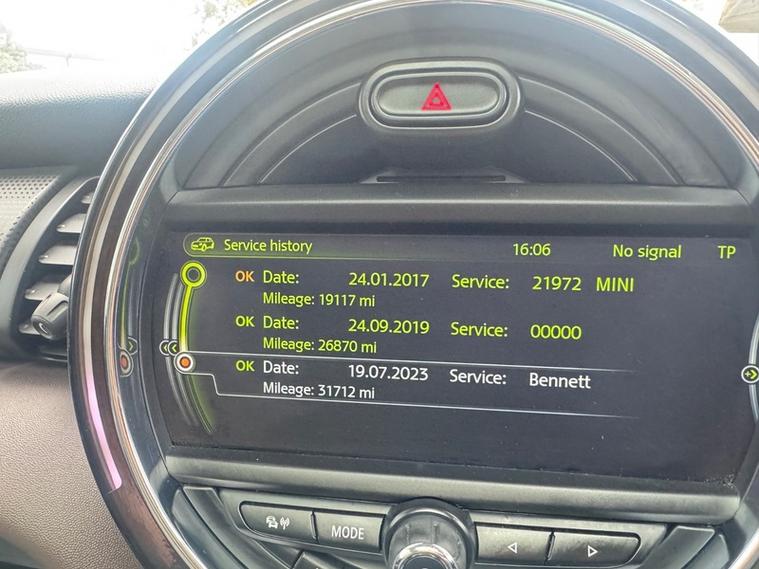 Service history 16:06 No signal TP
OK Date: 24.01.2017 Service: 21972 MINI
Mileage: 19117 mi
OK Date: 24.09.2019 Service: 00000
Mileage: 26870 mi
OK Date: 19.07.2023 Service: Bennett
Mileage: 31712 mi
MODE